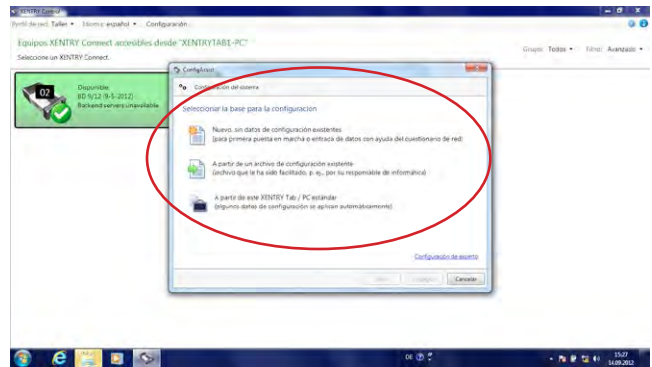 XENTRY Control
Perfil de red: Taller Idioma: español Configuración
Equipos XENTRY Connect accesibles desde "XENTRYTAB1-PC"
Seleccione un XENTRY Connect.
Grupo: Todos Filtro: Avanzado
02
Disponible
BD 9/12 (9-5-2012)
Backend servers unavailable
ConfigAssist
Configuración del sistema
Seleccionar la base para la configuración
Nuevo, sin datos de configuración existentes
(para primera puesta en marcha o entrada de datos con ayuda del cuestionario de red)
A partir de un archivo de configuración existente
(archivo que le ha sido facilitado, p. ej., por su responsable de informática)
A partir de este XENTRY Tab / PC estándar
(algunos datos de configuración se aplican automáticamente)
Configuración de experto
Cancelar
DE
15:27
14.09.2012